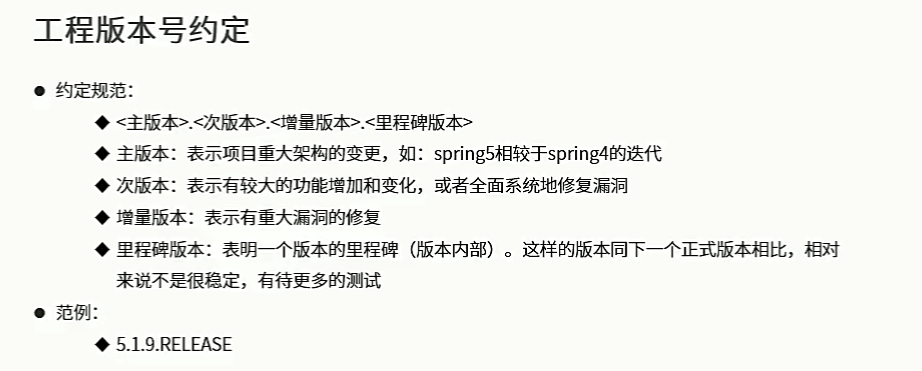 工程版本号约定
● 约定规范：
◆ <主版本>.<次版本>.<增量版本>.<里程碑版本>
◆ 主版本：表示项目重大架构的变更，如：spring5相较于spring4的迭代
◆ 次版本：表示有较大的功能增加和变化，或者全面系统地修复漏洞
◆ 增量版本：表示有重大漏洞的修复
◆ 里程碑版本：表明一个版本的里程碑（版本内部）。这样的版本同下一个正式版本相比，相对
来说不是很稳定，有待更多的测试
● 范例：
◆ 5.1.9.RELEASE